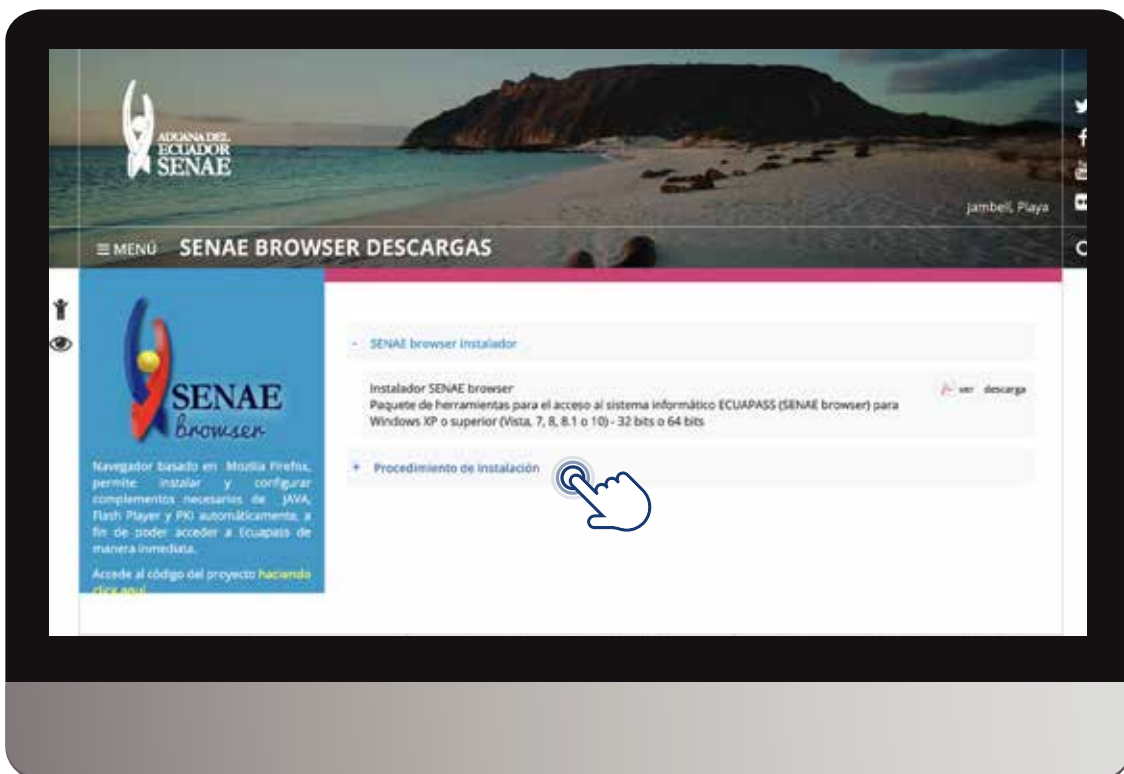 ADUANA DEL
ECUADOR
SENAE
Jambelí, Playa
MENÚ SENAE BROWSER DESCARGAS
SENAE
browser
Navegador basado en Mozilla Firefox,
permite instalar y configurar
complementos necesarios de JAVA,
Flash Player y PKI automáticamente, a
fin de poder acceder a Ecuapass de
manera inmediata.
Accede al código del proyecto haciendo
click aquí
- SENAE browser instalador
Instalador SENAE browser
ver descarga
Paquete de herramientas para el acceso al sistema informático ECUAPASS (SENAE browser) para
Windows XP o superior (Vista, 7, 8, 8.1 o 10) - 32 bits o 64 bits
+ Procedimiento de instalación